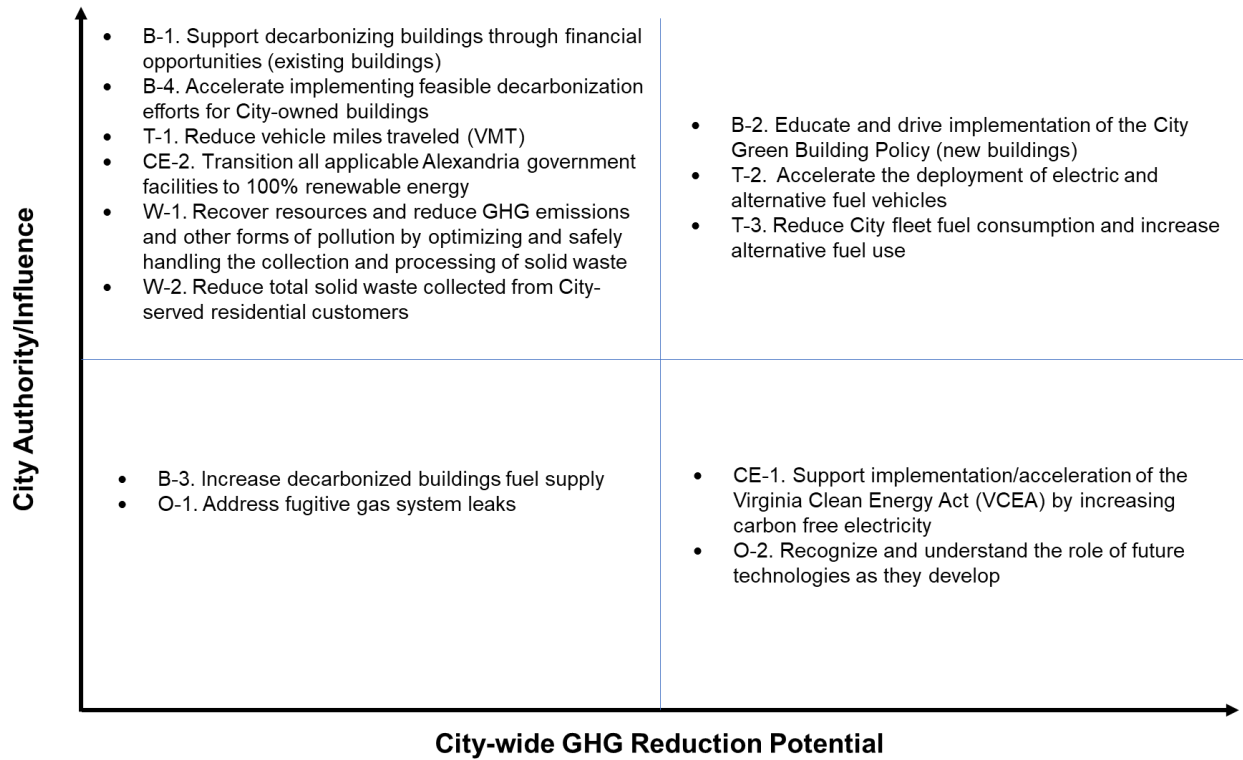 City Authority/Influence
• B-1. Support decarbonizing buildings through financial
opportunities (existing buildings)
• B-4. Accelerate implementing feasible decarbonization
efforts for City-owned buildings
• T-1. Reduce vehicle miles traveled (VMT)
• CE-2. Transition all applicable Alexandria government
facilities to 100% renewable energy
• W-1. Recover resources and reduce GHG emissions
and other forms of pollution by optimizing and safely
handling the collection and processing of solid waste
• W-2. Reduce total solid waste collected from City-
served residential customers
• B-2. Educate and drive implementation of the City
Green Building Policy (new buildings)
• T-2. Accelerate the deployment of electric and
alternative fuel vehicles
• T-3. Reduce City fleet fuel consumption and increase
alternative fuel use
• B-3. Increase decarbonized buildings fuel supply
• O-1. Address fugitive gas system leaks
• CE-1. Support implementation/acceleration of the
Virginia Clean Energy Act (VCEA) by increasing
carbon free electricity
• O-2. Recognize and understand the role of future
technologies as they develop
City-wide GHG Reduction Potential